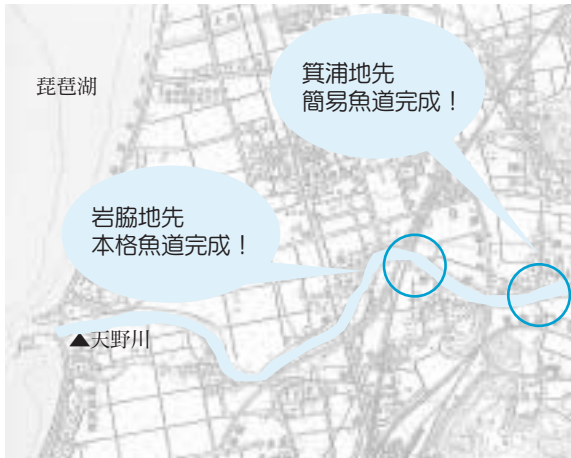 琵琶湖
箕浦地先
簡易魚道完成！
岩脇地先
本格魚道完成！
▲天野川